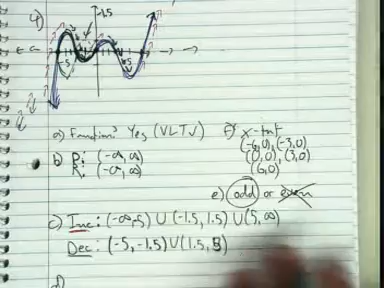 4)
-1.5
-5
5
a) Function? Yes (VLTV)
f) x-int
(-6,0), (-3,0)
(0,0), (3,0)
(6,0)
b) D: (-∞, ∞)
R: (-∞, ∞)
e) odd or even
c) Inc: (-∞,5) ∪ (-1.5, 1.5) ∪ (5, ∞)
Dec: (-5, -1.5) ∪ (1.5, 5)
d)